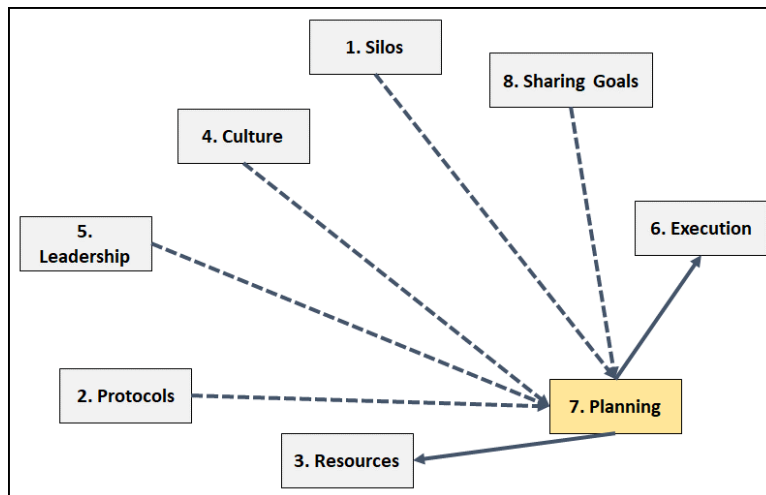 1. Silos
8. Sharing Goals
4. Culture
5.
Leadership
6. Execution
2. Protocols
7. Planning
3. Resources